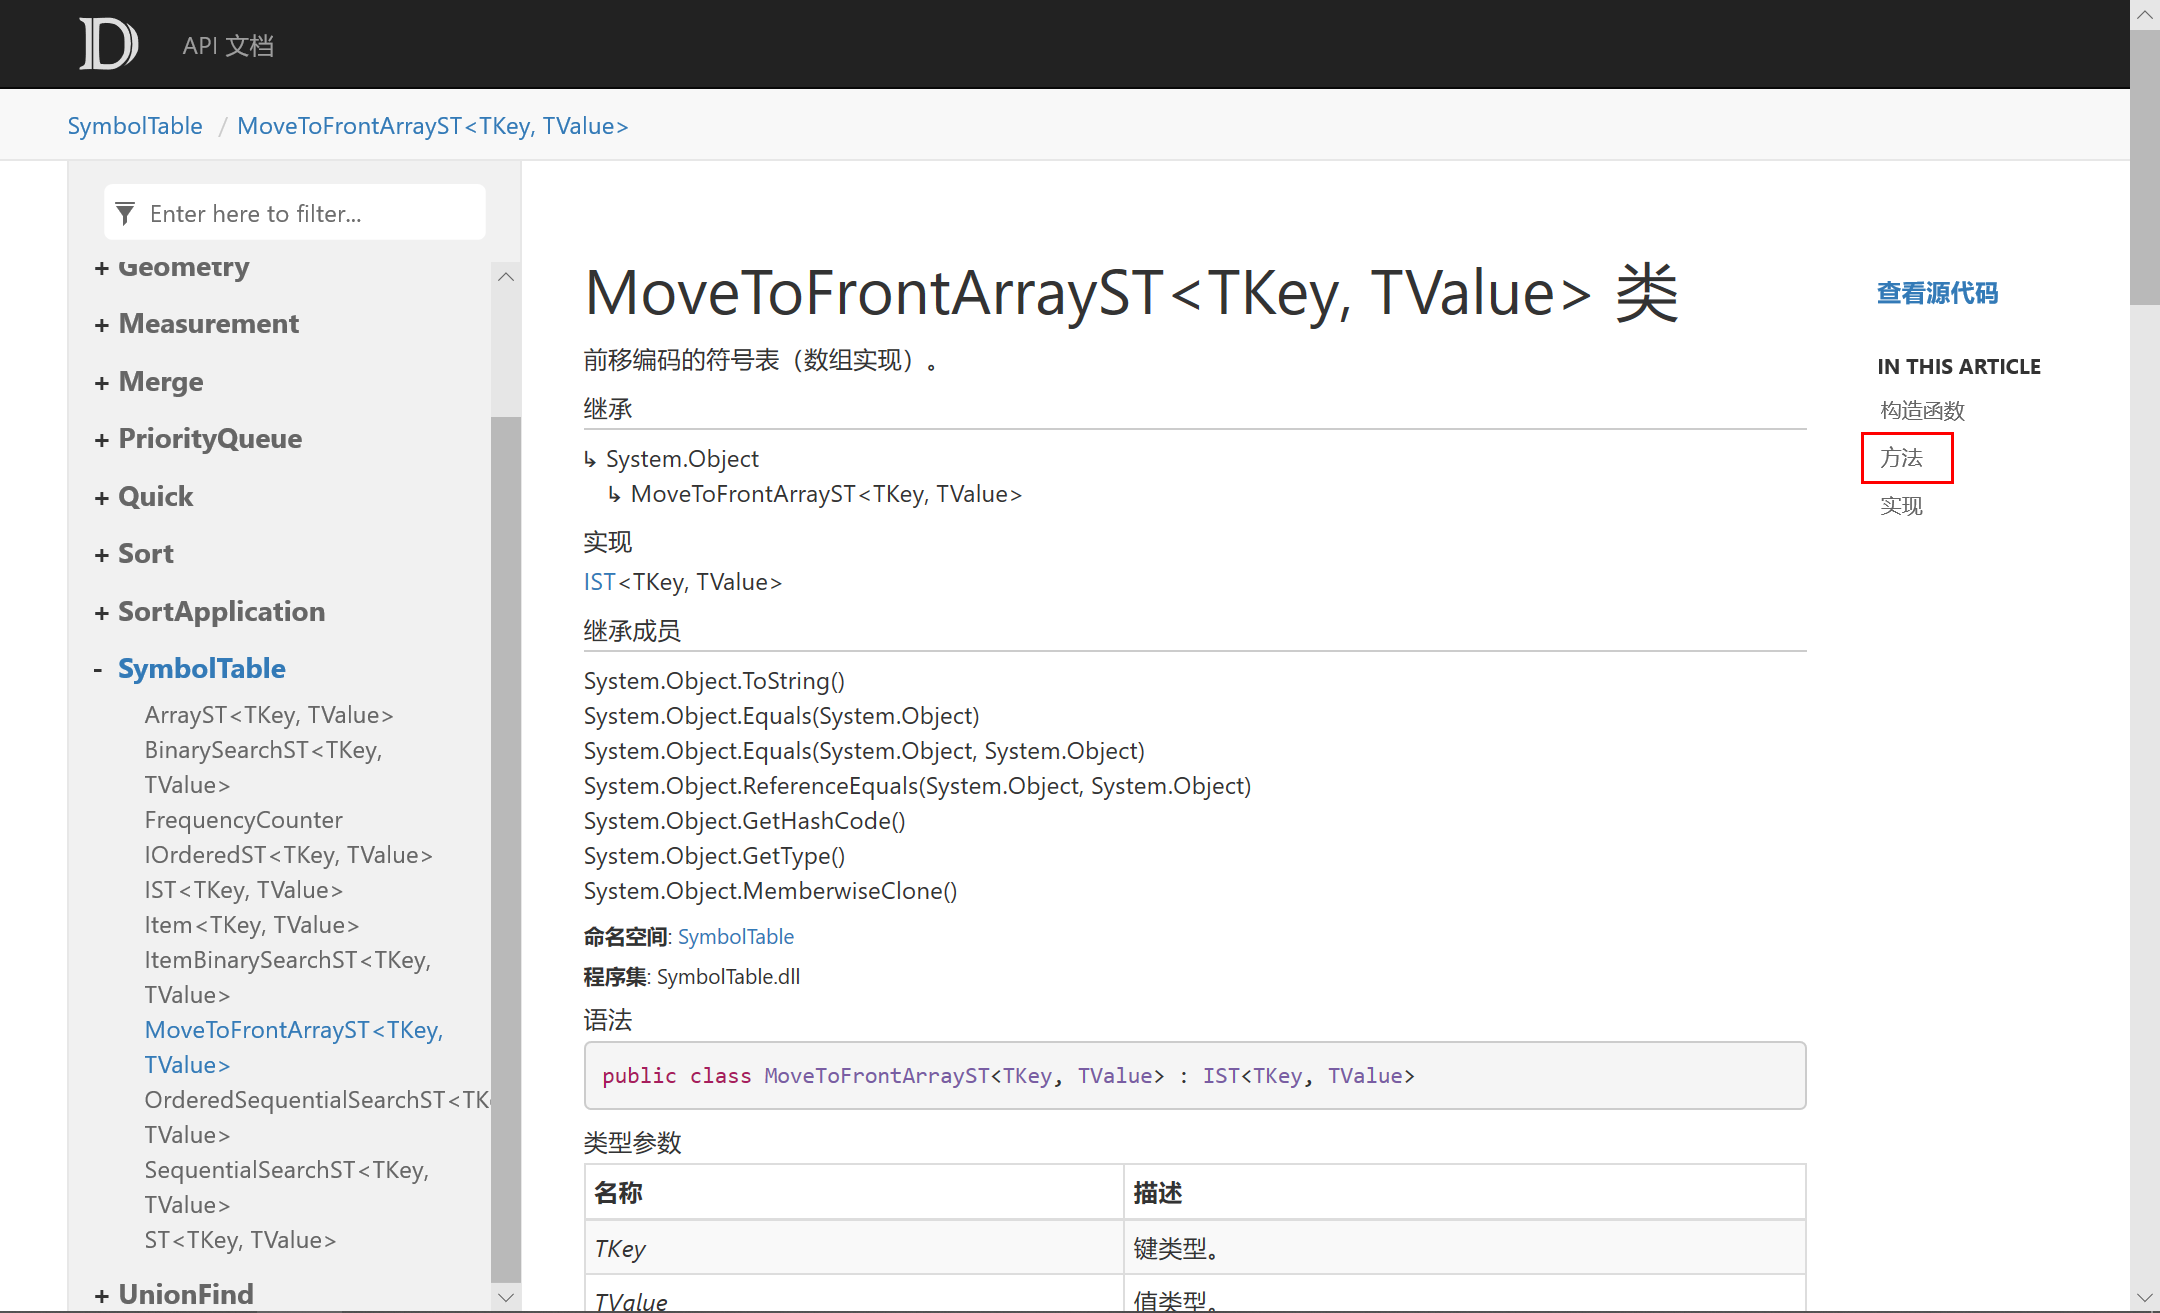 API 文档
SymbolTable / MoveToFrontArrayST<TKey, TValue>
Enter here to filter...
+ Geometry
+ Measurement
+ Merge
+ PriorityQueue
+ Quick
+ Sort
+ SortApplication
- SymbolTable
ArrayST<TKey, TValue>
BinarySearchST<TKey,
TValue>
FrequencyCounter
IOrderedST<TKey, TValue>
IST<TKey, TValue>
Item<TKey, TValue>
ItemBinarySearchST<TKey,
TValue>
MoveToFrontArrayST<TKey,
TValue>
OrderedSequentialSearchST<TK
TValue>
SequentialSearchST<TKey,
TValue>
ST<TKey, TValue>
+ UnionFind
MoveToFrontArrayST<TKey, TValue> 类
前移编码的符号表（数组实现）。
继承
↳ System.Object
↳ MoveToFrontArrayST<TKey, TValue>
实现
IST<TKey, TValue>
继承成员
System.Object.ToString()
System.Object.Equals(System.Object)
System.Object.Equals(System.Object, System.Object)
System.Object.ReferenceEquals(System.Object, System.Object)
System.Object.GetHashCode()
System.Object.GetType()
System.Object.MemberwiseClone()
命名空间: SymbolTable
程序集: SymbolTable.dll
语法
public class MoveToFrontArrayST<TKey, TValue> : IST<TKey, TValue>
类型参数
名称 描述
TKey 键类型。
TValue 值类型。
查看源代码
IN THIS ARTICLE
构造函数
方法
实现